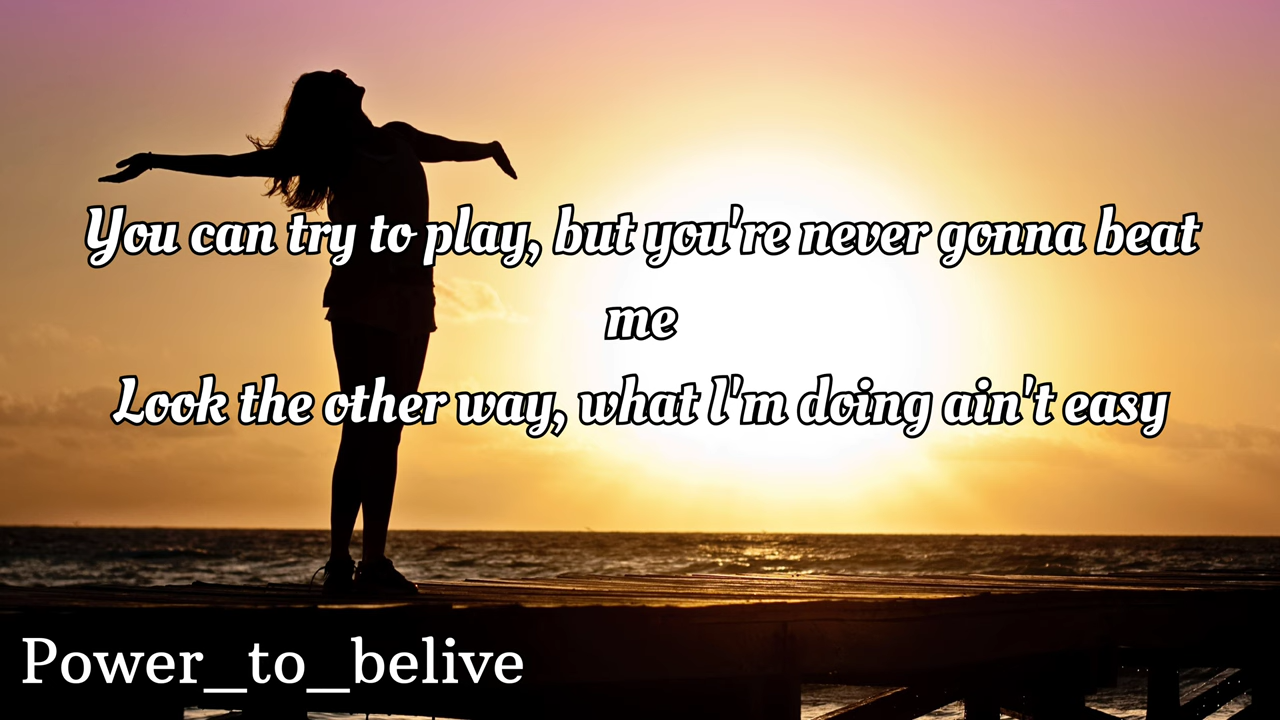 You can try to play, but you're never gonna beat
me
Look the other way, what I'm doing ain't easy
Power_to_belive